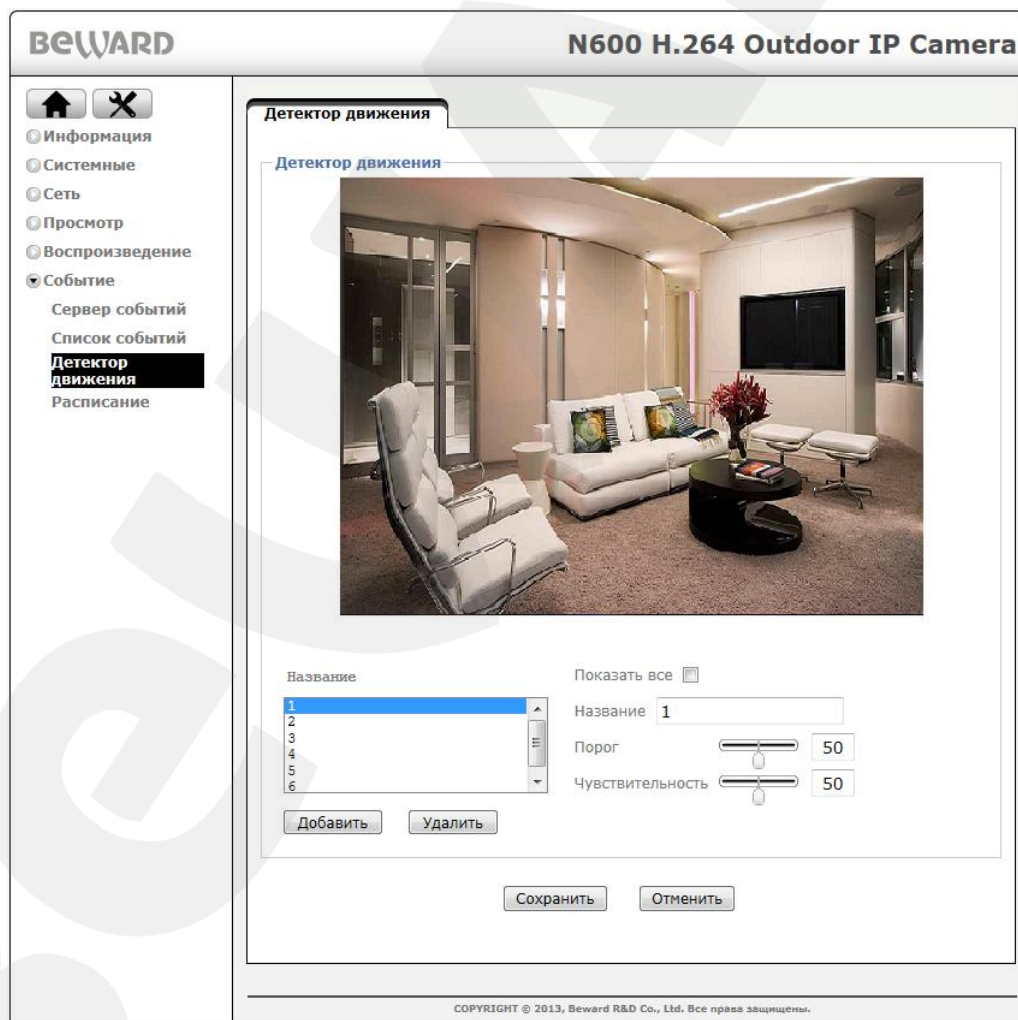 BeWARD
N600 H.264 Outdoor IP Camera
Информация
Системные
Сеть
Просмотр
Воспроизведение
Событие
Сервер событий
Список событий
Детектор
движения
Расписание
Детектор движения
Детектор движения
Название
1
2
3
4
5
6
Добавить
Удалить
Показать все
Название 1
Порог 50
Чувствительность 50
Сохранить
Отменить
COPYRIGHT © 2013, Beward R&D Co., Ltd. Все права защищены.